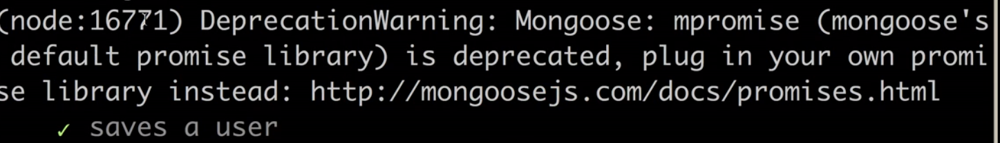 (node:16771) DeprecationWarning: Mongoose: mpromise (mongoose's
default promise library) is deprecated, plug in your own promi
se library instead: http://mongoosejs.com/docs/promises.html
✓ saves a user